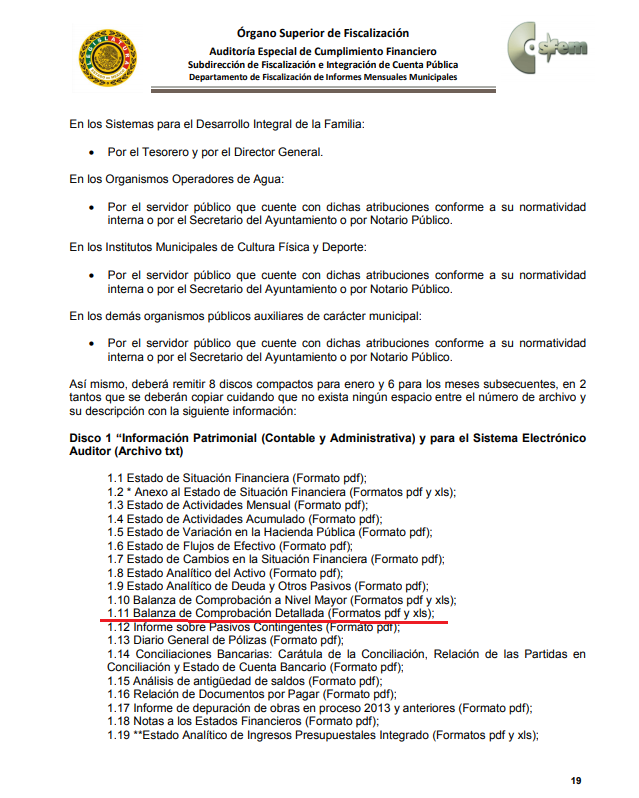 Órgano Superior de Fiscalización
Auditoría Especial de Cumplimiento Financiero
Subdirección de Fiscalización e Integración de Cuenta Pública
Departamento de Fiscalización de Informes Mensuales Municipales
osfem
En los Sistemas para el Desarrollo Integral de la Familia:
• Por el Tesorero y por el Director General.
En los Organismos Operadores de Agua:
• Por el servidor público que cuente con dichas atribuciones conforme a su normatividad
interna o por el Secretario del Ayuntamiento o por Notario Público.
En los Institutos Municipales de Cultura Física y Deporte:
• Por el servidor público que cuente con dichas atribuciones conforme a su normatividad
interna o por el Secretario del Ayuntamiento o por Notario Público.
En los demás organismos públicos auxiliares de carácter municipal:
• Por el servidor público que cuente con dichas atribuciones conforme a su normatividad
interna o por el Secretario del Ayuntamiento o por Notario Público.
Así mismo, deberá remitir 8 discos compactos para enero y 6 para los meses subsecuentes, en 2
tantos que se deberán copiar cuidando que no exista ningún espacio entre el número de archivo y
su descripción con la siguiente información:
Disco 1 “Información Patrimonial (Contable y Administrativa) y para el Sistema Electrónico
Auditor (Archivo txt)
1.1 Estado de Situación Financiera (Formato pdf);
1.2 * Anexo al Estado de Situación Financiera (Formatos pdf y xls);
1.3 Estado de Actividades Mensual (Formato pdf);
1.4 Estado de Actividades Acumulado (Formato pdf);
1.5 Estado de Variación en la Hacienda Pública (Formato pdf);
1.6 Estado de Flujos de Efectivo (Formato pdf);
1.7 Estado de Cambios en la Situación Financiera (Formato pdf);
1.8 Estado Analítico del Activo (Formato pdf);
1.9 Estado Analítico de Deuda y Otros Pasivos (Formato pdf);
1.10 Balanza de Comprobación a Nivel Mayor (Formatos pdf y xls);
1.11 Balanza de Comprobación Detallada (Formatos pdf y xls);
1.12 Informe sobre Pasivos Contingentes (Formato pdf);
1.13 Diario General de Pólizas (Formato pdf);
1.14 Conciliaciones Bancarias: Carátula de la Conciliación, Relación de las Partidas en
Conciliación y Estado de Cuenta Bancario (Formato pdf);
1.15 Análisis de antigüedad de saldos (Formato pdf);
1.16 Relación de Documentos por Pagar (Formato pdf);
1.17 Informe de depuración de obras en proceso 2013 y anteriores (Formato pdf);
1.18 Notas a los Estados Financieros (Formato pdf);
1.19 **Estado Analítico de Ingresos Presupuestales Integrado (Formatos pdf y xls);
19